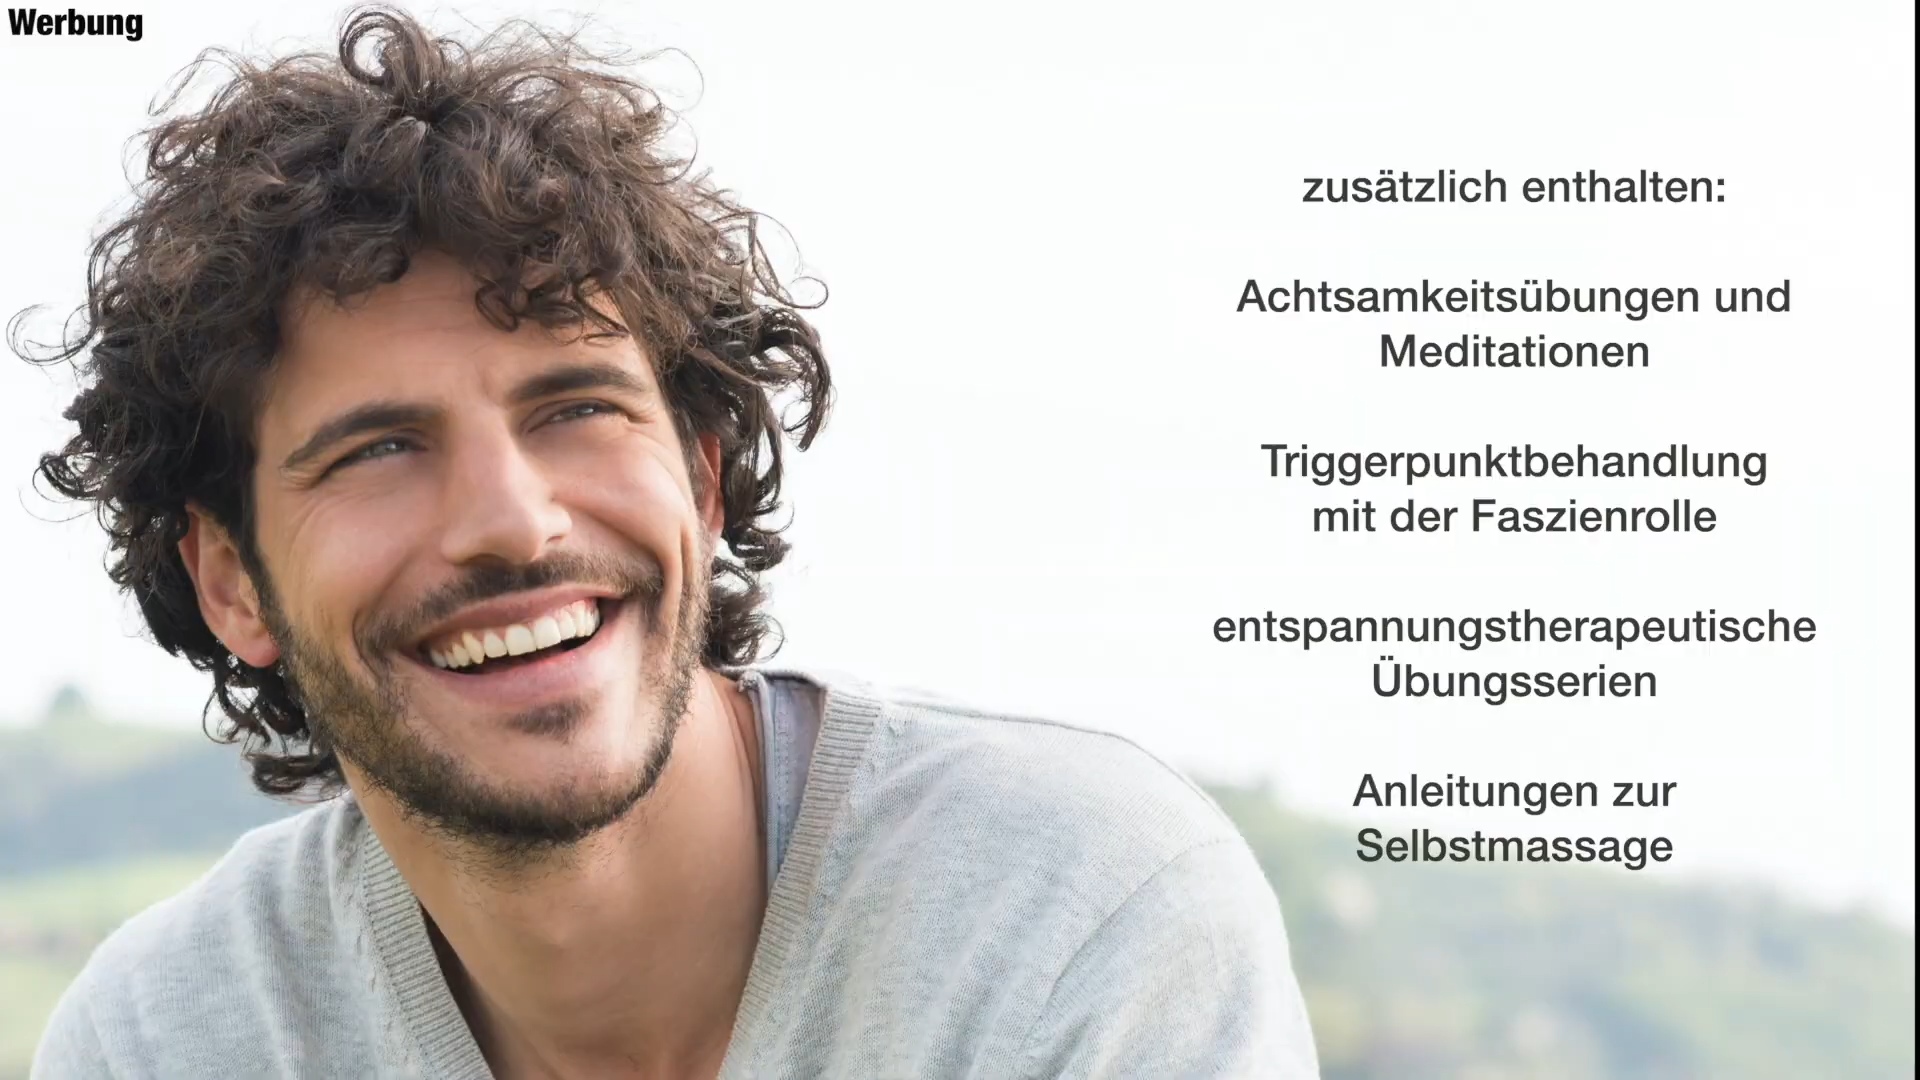 Werbung
zusätzlich enthalten:
Achtsamkeitsübungen und
Meditationen
Triggerpunktbehandlung
mit der Faszienrolle
entspannungstherapeutische
Übungsserien
Anleitungen zur
Selbstmassage